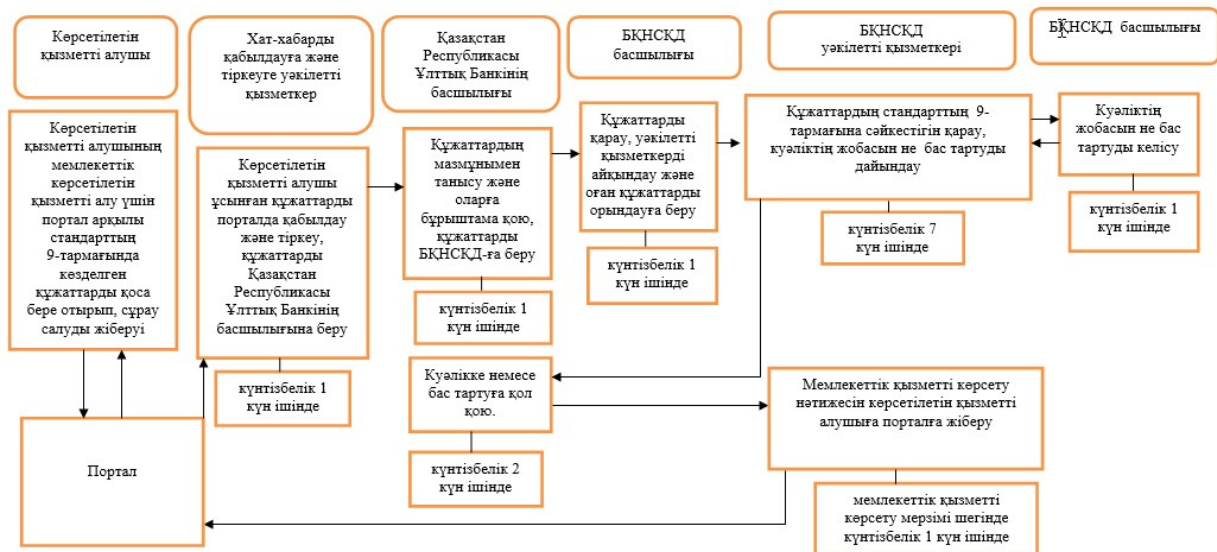 Көрсетілетін
қызметті алушы
Хат-хабарды
қабылдауға және
тіркеуге уәкілетті
қызметкер
Қазақстан
Республикасы
Ұлттық Банкінің
басшылығы
БҚНСҚД
басшылығы
БҚНСҚД
уәкілетті қызметкері
БҚНСҚД басшылығы
Көрсетілетін
қызметті алушының
мемлекеттік
көрсетілетін
қызметті алу үшін
портал арқылы
стандарттың
9-тармағында
көзделген
құжаттарды қоса
бере отырып, сұрау
салуды жіберуі
Көрсетілетін
қызметті алушы
ұсынған құжаттарды
порталда қабылдау
және тіркеу,
құжаттарды
Қазақстан
Республикасы
Ұлттық Банкінің
басшылығына беру
күнтізбелік 1
күн ішінде
Құжаттардың
мазмұнымен
танысу және
оларға
бұрыштама қою,
құжаттарды
БҚНСҚД-ға беру
күнтізбелік 1
күн ішінде
Құжаттарды
қарау, уәкілетті
қызметкерді
айқындау және
оған құжаттарды
орындауға беру
күнтізбелік 1
күн ішінде
Құжаттардың стандарттың 9-
тармағына сәйкестігін қарау,
куәліктің жобасын не бас тартуды
дайындау
күнтізбелік 7
күн ішінде
Куәліктің
жобасын не бас
тартуды келісу
күнтізбелік 1
күн ішінде
Куәлікке немесе
бас тартуға қол
қою.
күнтізбелік 2
күн ішінде
Мемлекеттік қызметті көрсету
нәтижесін көрсетілетін қызметті
алушыға порталға жіберу
мемлекеттік қызметті
көрсету мерзімі шегінде
күнтізбелік 1 күн ішінде
Портал